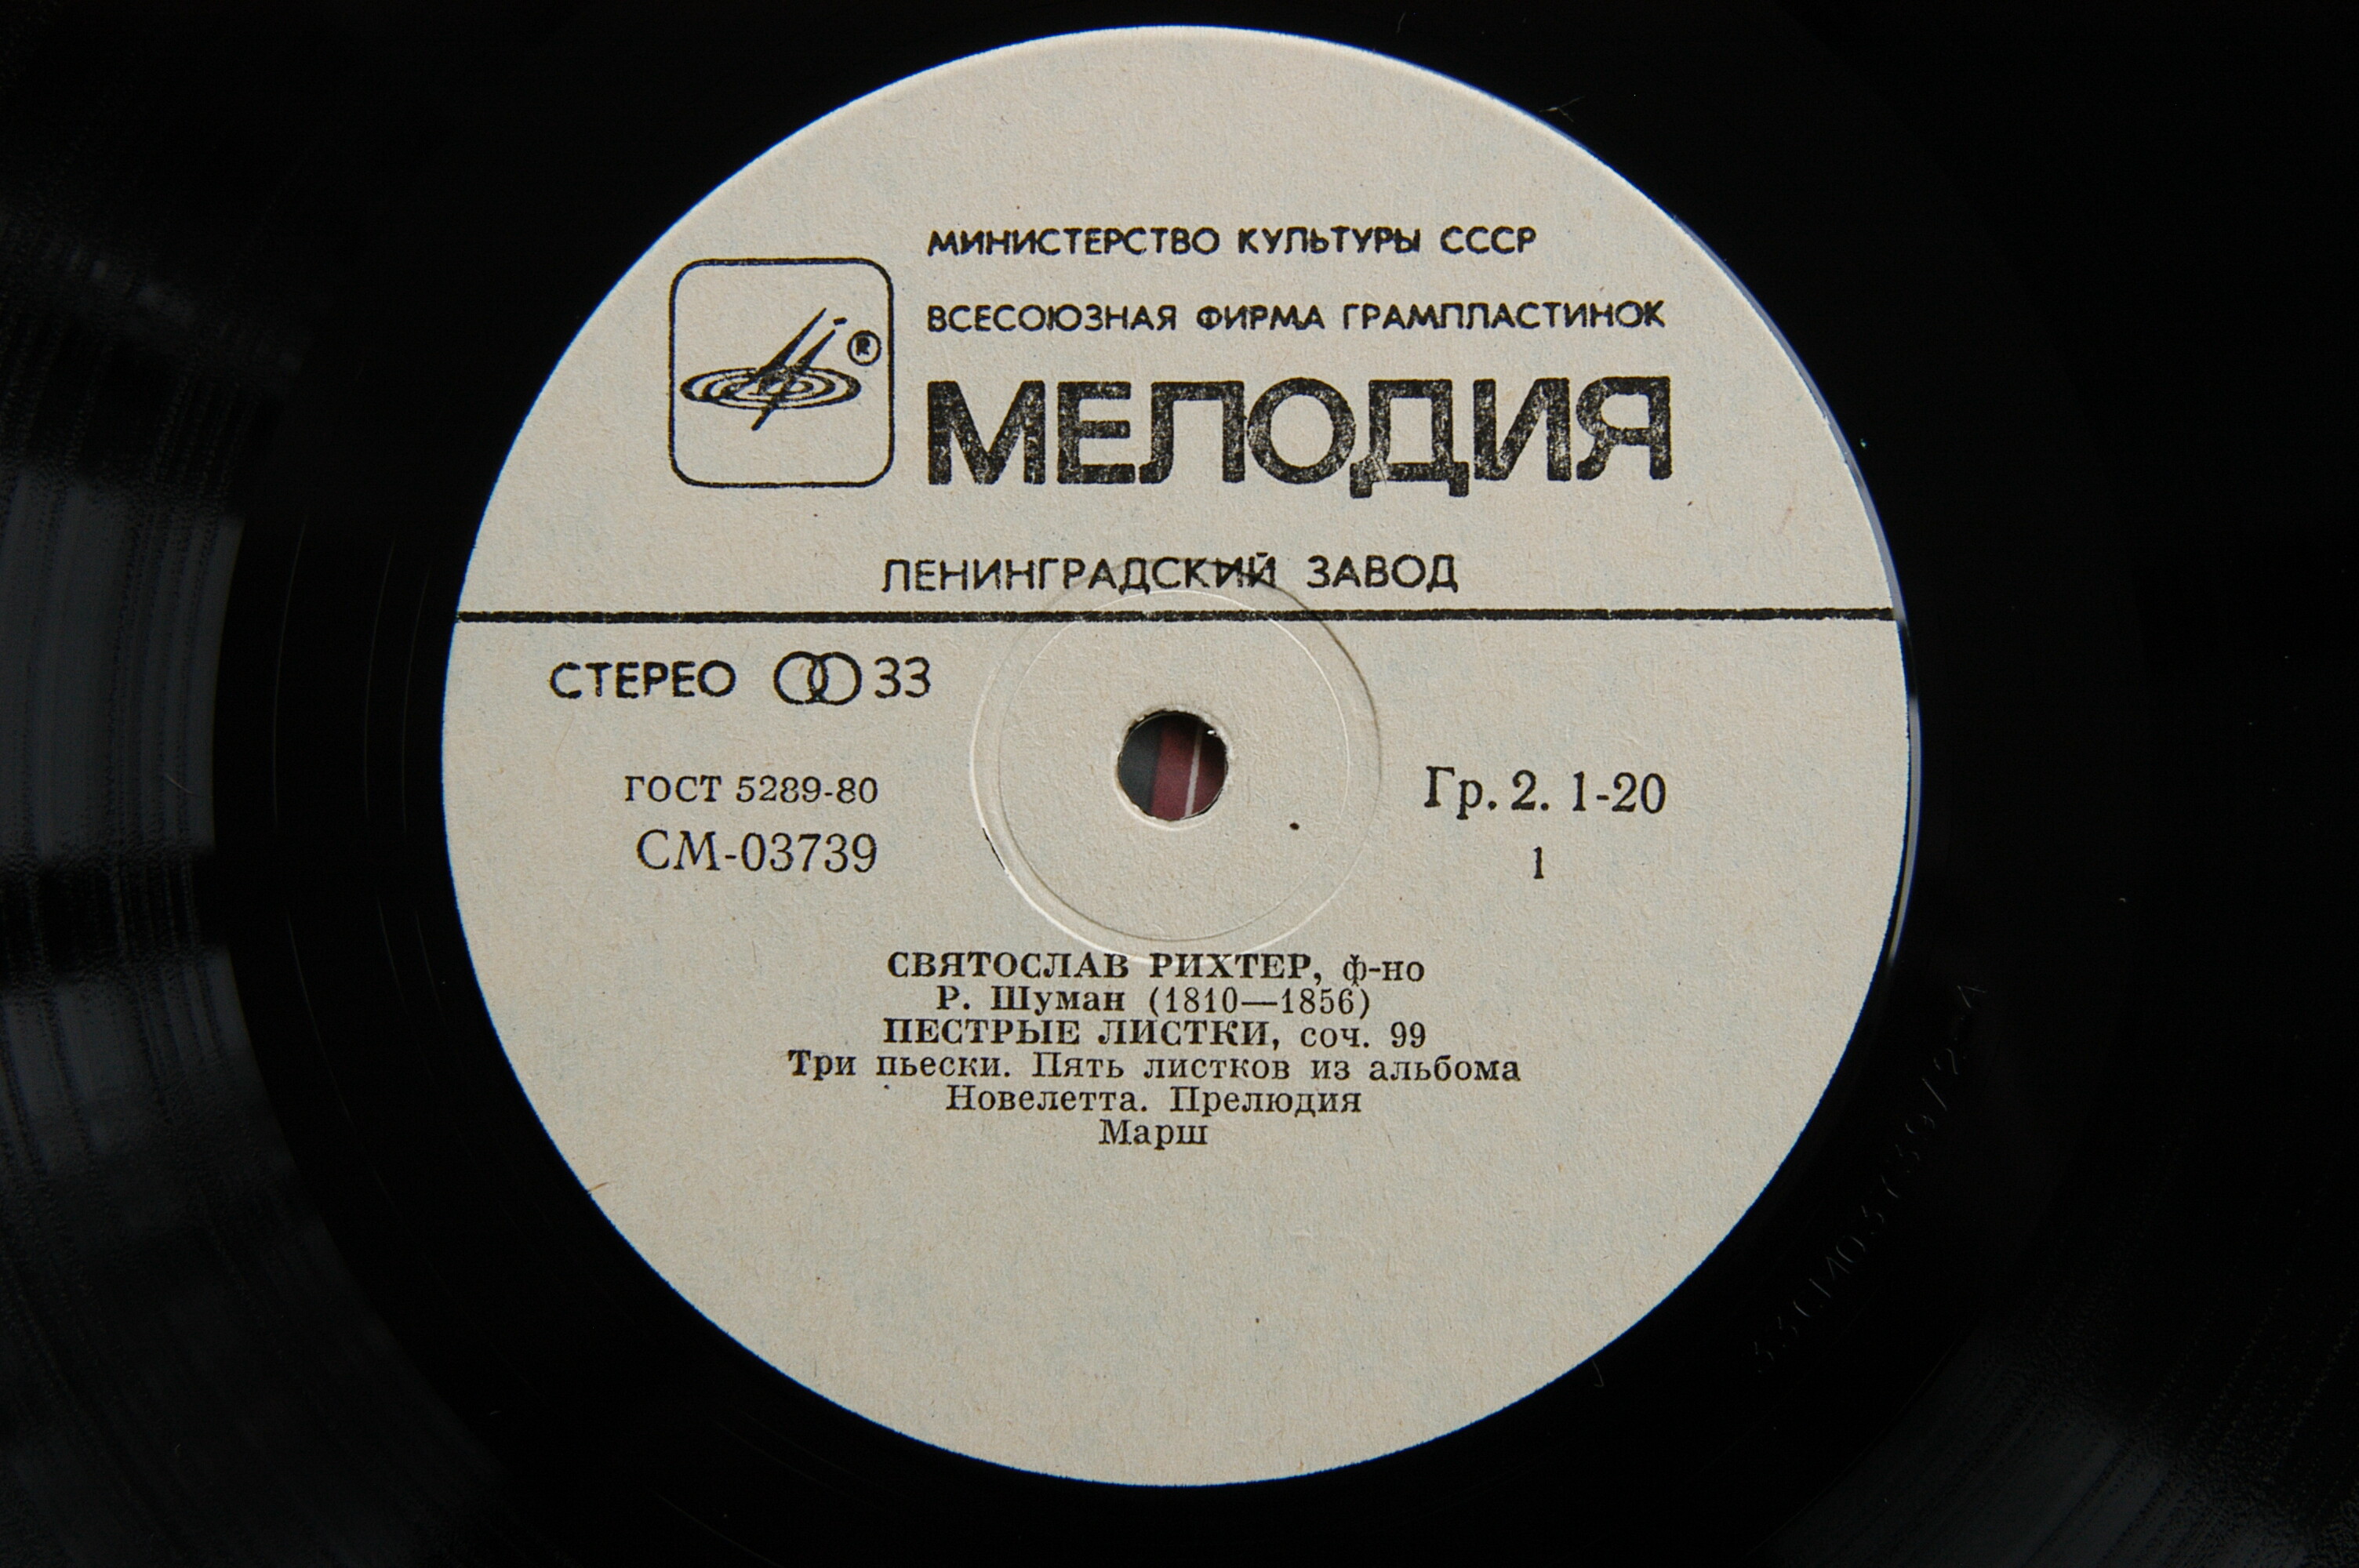 МИНИСТЕРСТВО КУЛЬТУРЫ СССР
ВСЕСОЮЗНАЯ ФИРМА ГРАМПЛАСТИНОК
®
МЕЛОДИЯ
ЛЕНИНГРАДСКИЙ ЗАВОД
СТЕРЕО 33
ГОСТ 5289-80
СМ-03739
Гр. 2. 1-20
1
СВЯТОСЛАВ РИХТЕР, ф-но
Р. Шуман (1810—1856)
ПЕСТРЫЕ ЛИСТКИ, соч. 99
Три пьески. Пять листков из альбома
Новелетта. Прелюдия
Марш